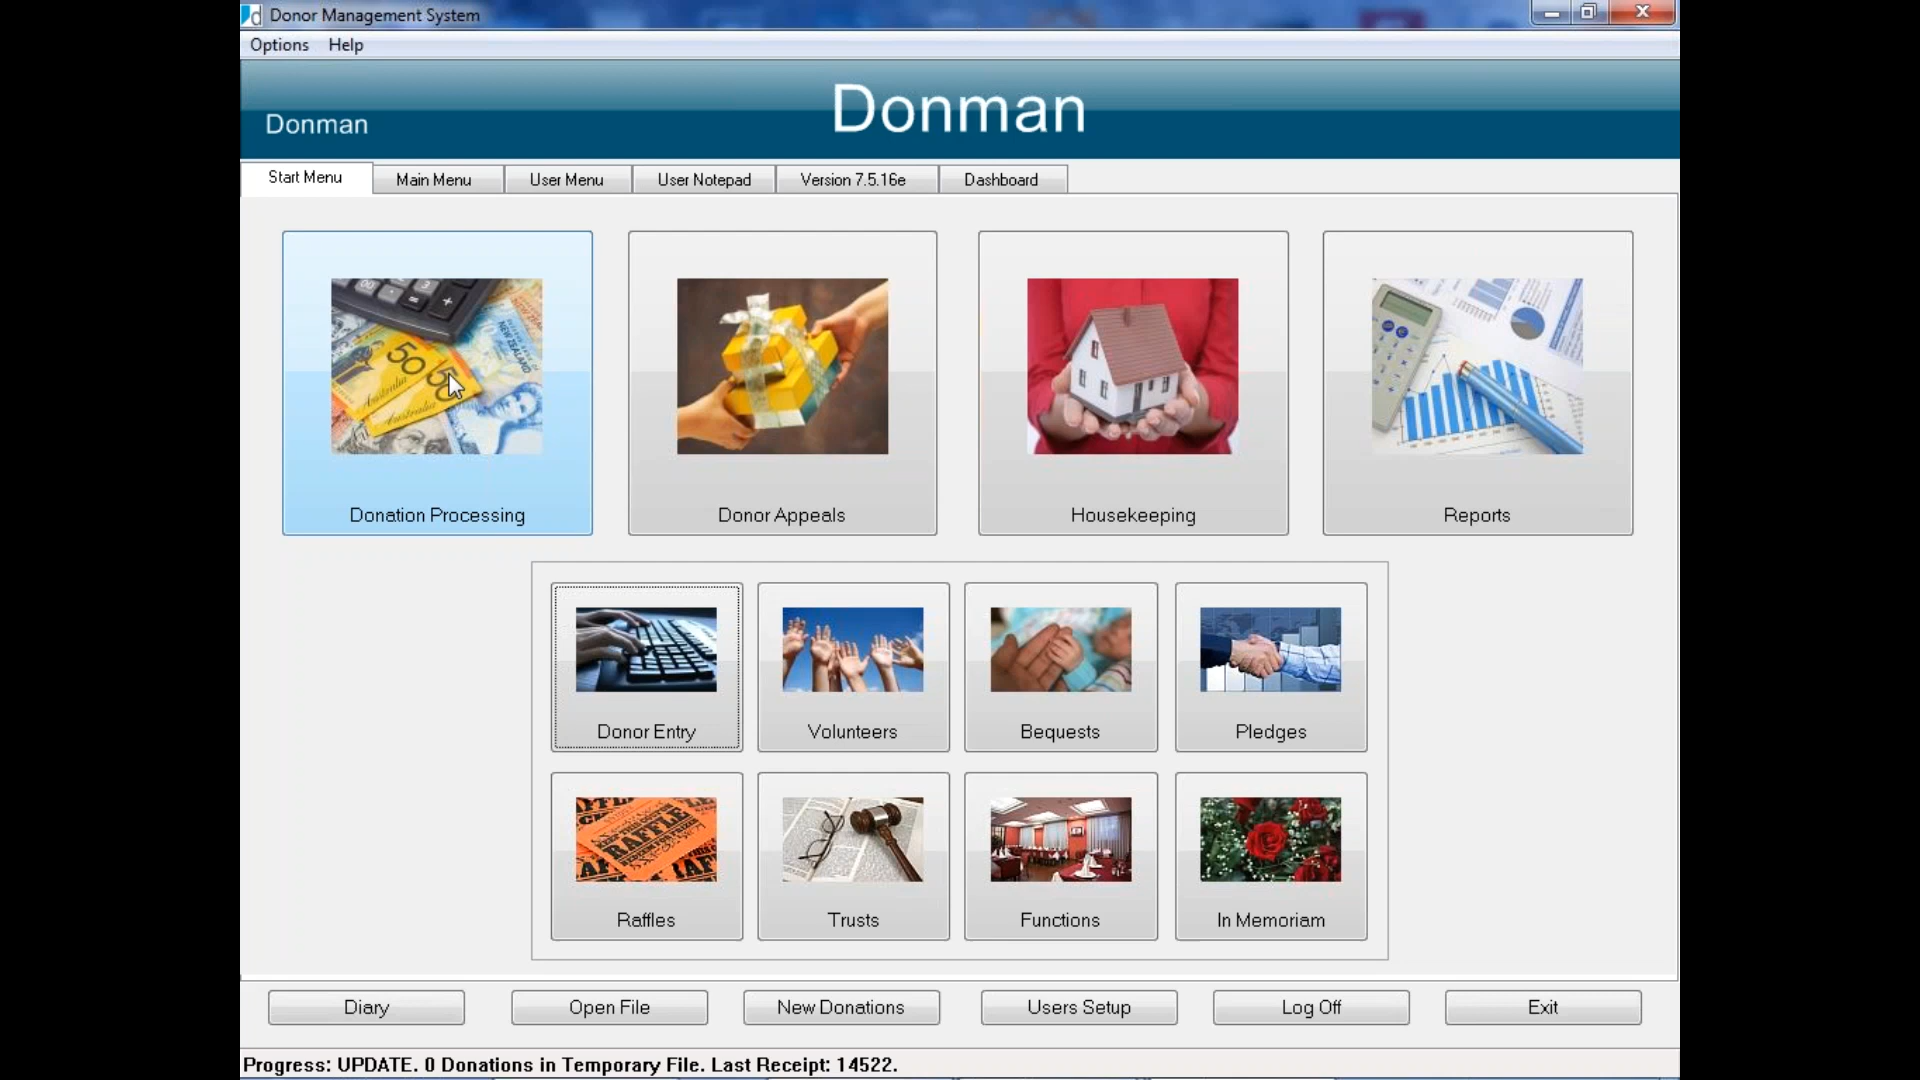 Donor Management System
Options Help
Donman
Donman
Start Menu Main Menu User Menu User Notepad Version 7.5.16e Dashboard
Donation Processing Donor Appeals Housekeeping Reports
Donor Entry Volunteers Bequests Pledges
RAFFLE
Raffles Trusts Functions In Memoriam
Diary Open File New Donations Users Setup Log Off Exit
Progress: UPDATE. 0 Donations in Temporary File. Last Receipt: 14522.